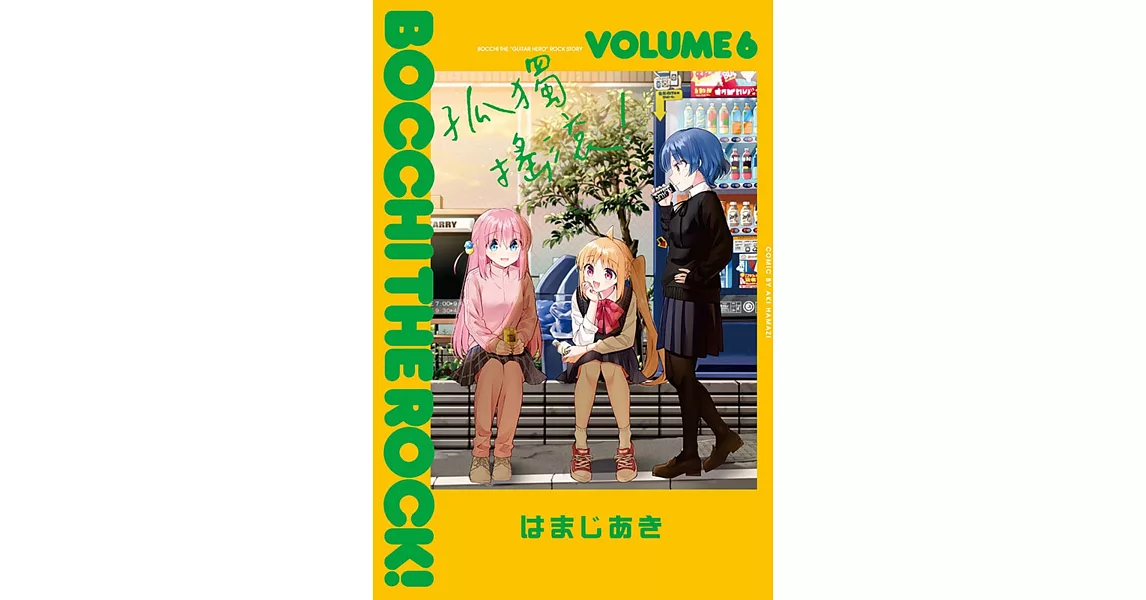 BOCCHI THE ROCK!
BOCCHI THE "GUITAR HERO" ROCK STORY
VOLUME 6
孤獨
搖滾!
ARRY
COMIC BY AKI HAMAZI
はまじあき